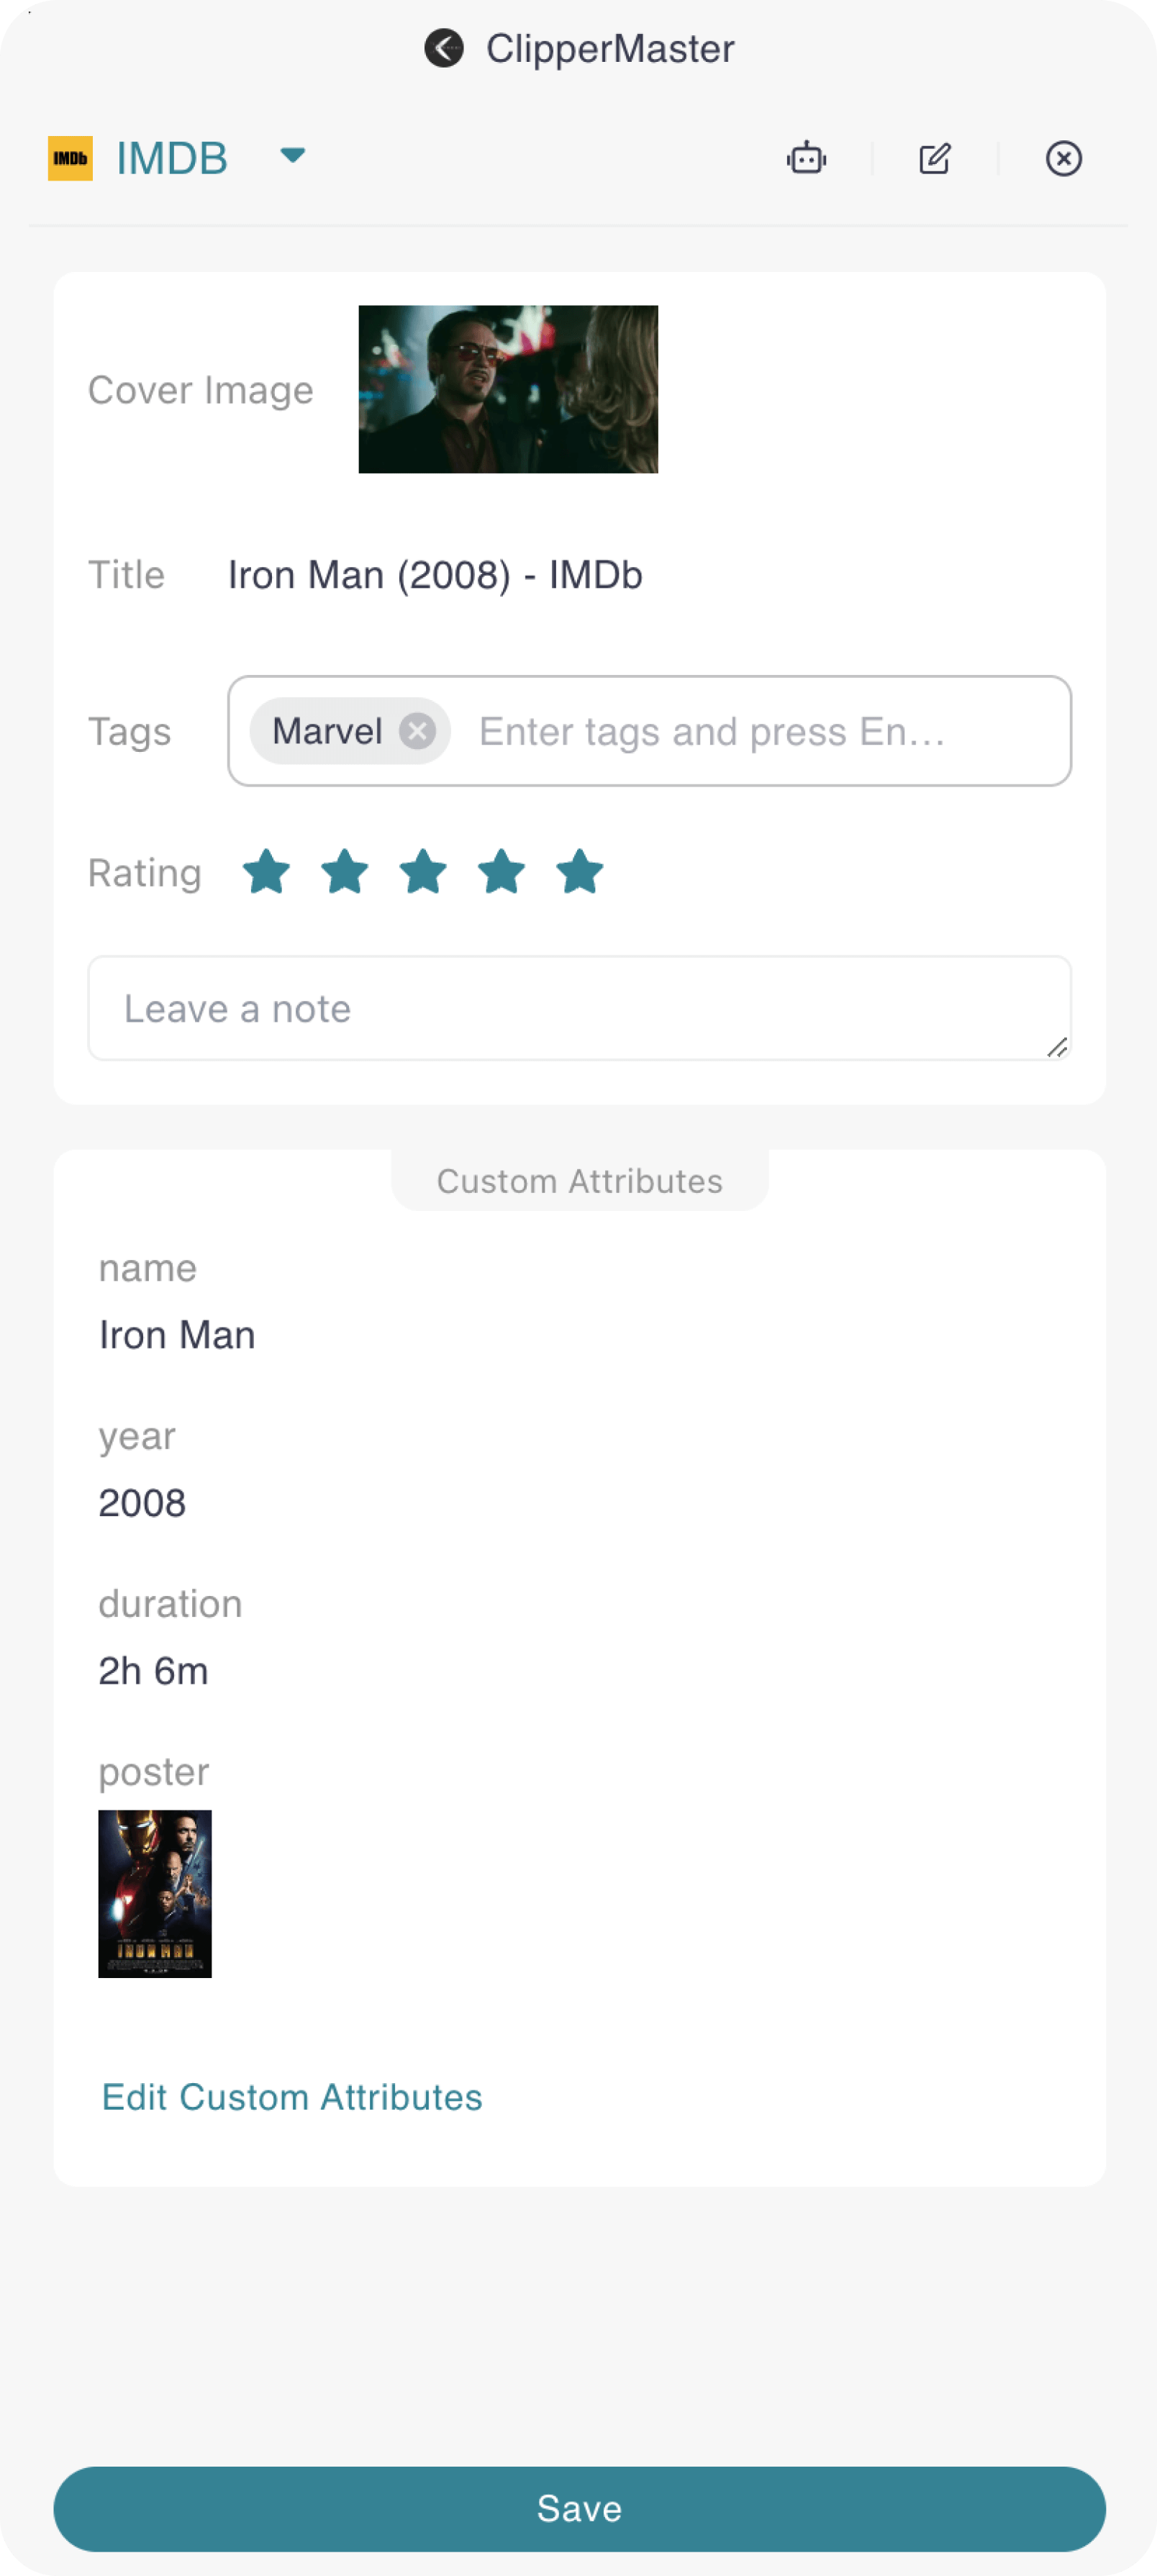 ClipperMaster
IMDb IMDB
Cover Image
Title Iron Man (2008) - IMDb
Tags Marvel Enter tags and press En...
Rating
Leave a note
Custom Attributes
name
Iron Man
year
2008
duration
2h 6m
poster
IRON MAN
Edit Custom Attributes
Save